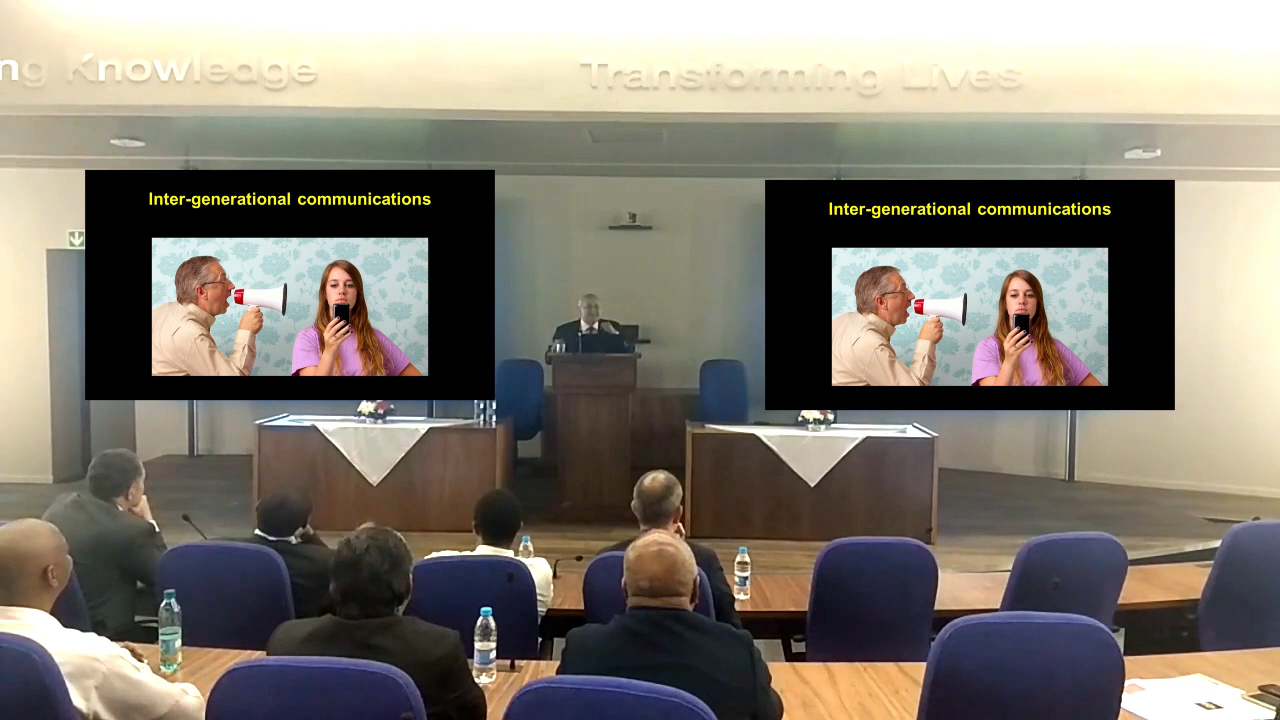 ng Knowledge
Transforming Lives
Inter-generational communications
Inter-generational communications